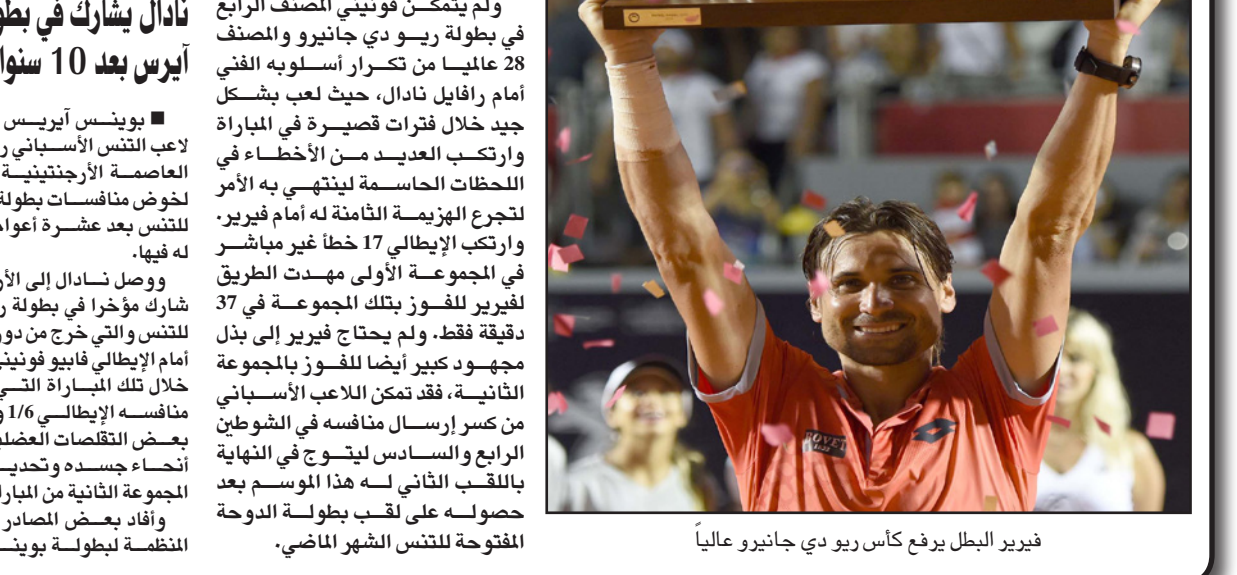 ولم يتمكن فونيني المصنف الرابع
في بطولة ريو دي جانيرو والمصنف
28 عالميا من تكرار أسلوبه الفني
أمام رافايل نادال، حيث لعب بشكل
جيد خلال فترات قصيرة في المباراة
وارتكب العديد من الأخطاء في
اللحظات الحاسمة لينتهي به الأمر
لتجرع الهزيمة الثامنة له أمام فيرير.
وارتكب الإيطالي 17 خطأ غير مباشر
في المجموعة الأولى مهدت الطريق
لفيرير للفوز بتلك المجموعة في 37
دقيقة فقط. ولم يحتاج فيرير إلى بذل
مجهود كبير أيضا للفوز بالمجموعة
الثانية، فقد تمكن اللاعب الأسباني
من كسر إرسال منافسه في الشوطين
الرابع والسادس ليتوج في النهاية
باللقب الثاني له هذا الموسم بعد
حصوله على لقب بطولة الدوحة
المفتوحة للتنس الشهر الماضي.
نادال يشارك في بطو
آيرس بعد 10 سنوا
■ بوينس آيريس
لاعب التنس الأسباني ر
العاصمة الأرجنتينية
لخوض منافسات بطولة
للتنس بعد عشرة أعوا
له فيها.
ووصل نادال إلى الأر
شارك مؤخرا في بطولة ر
للتنس والتي خرج من دور
أمام الإيطالي فابيو فونيني
خلال تلك المباراة التي
منافسه الإيطالي 1/6 و
بعض التقلصات العضلي
أنحاء جسده وتحديد
المجموعة الثانية من المبار
وأفاد بعض المصادر
المنظمة لبطولة بوينـ
BOVET
1822
فيرير البطل يرفع كأس ريو دي جانيرو عالياً